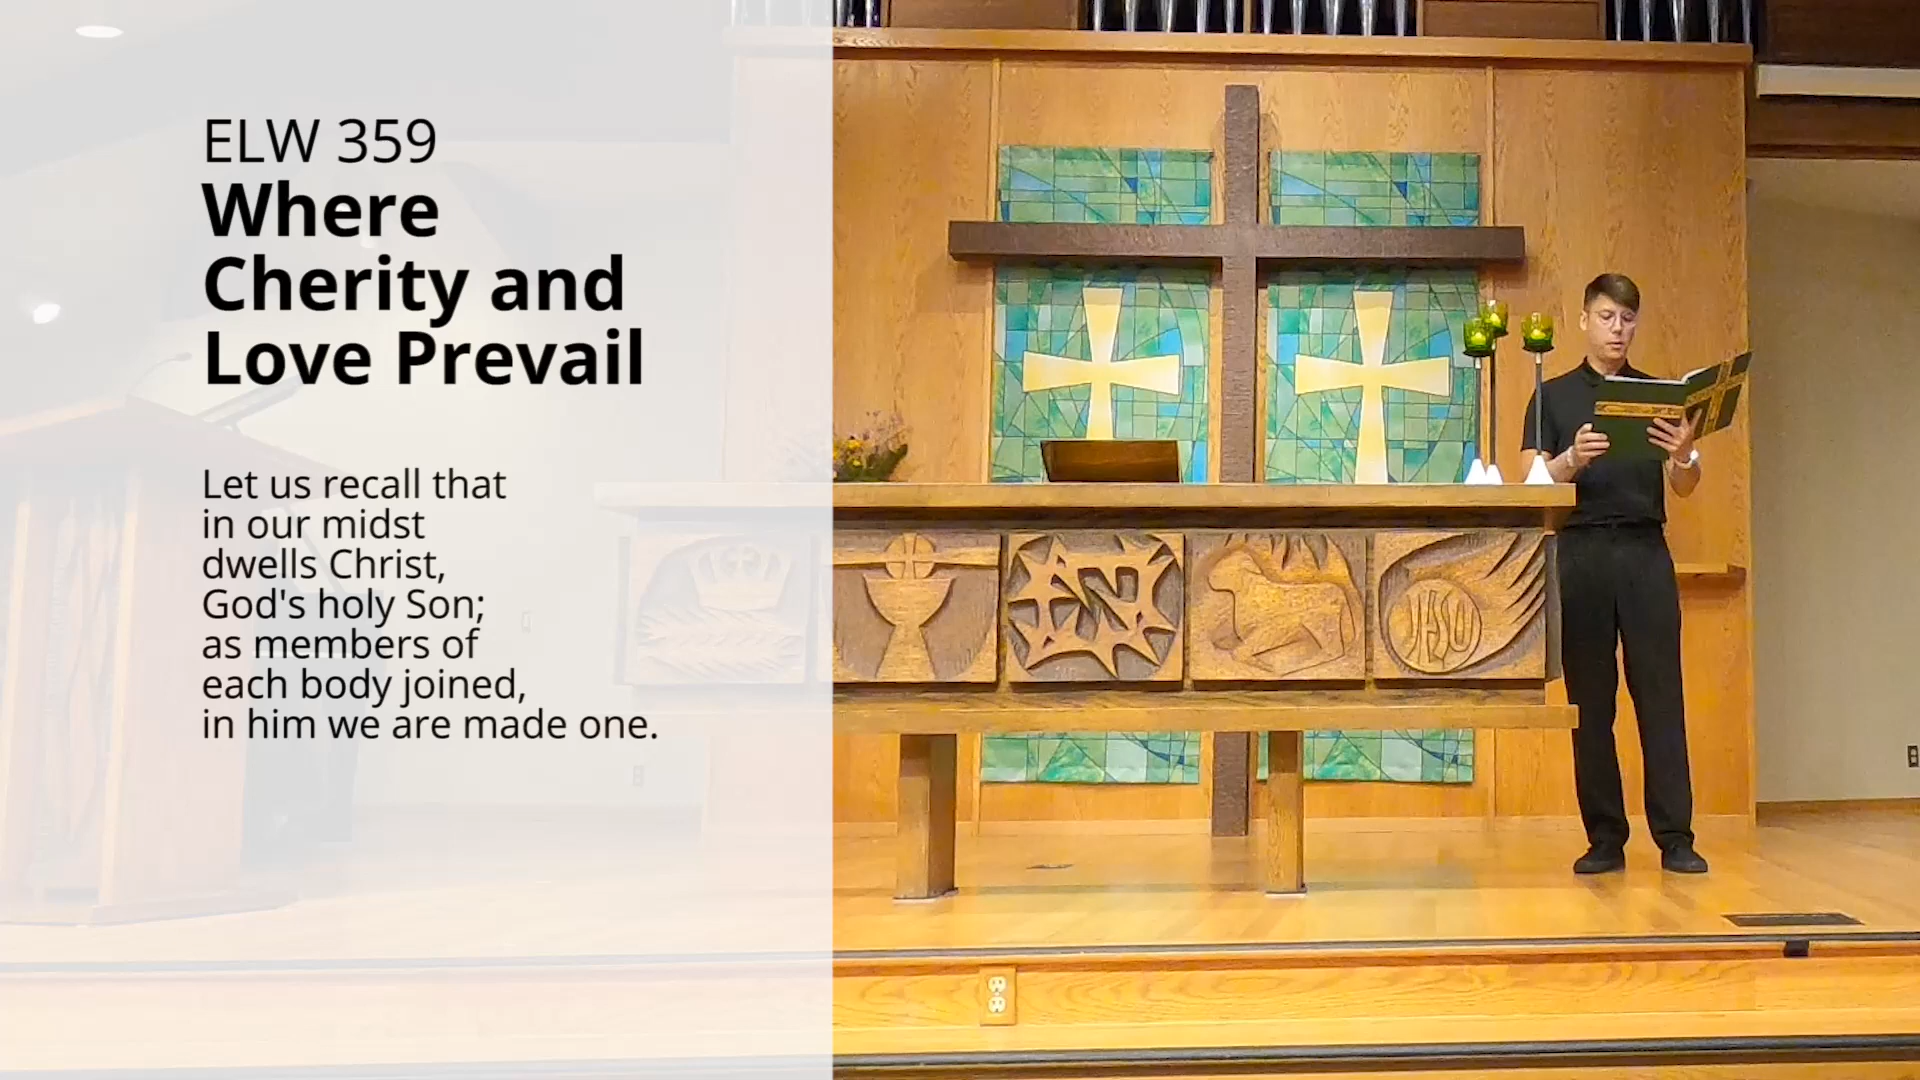 ELW 359
Where
Cherity and
Love Prevail
Let us recall that
in our midst
dwells Christ,
God's holy Son;
as members of
each body joined,
in him we are made one.